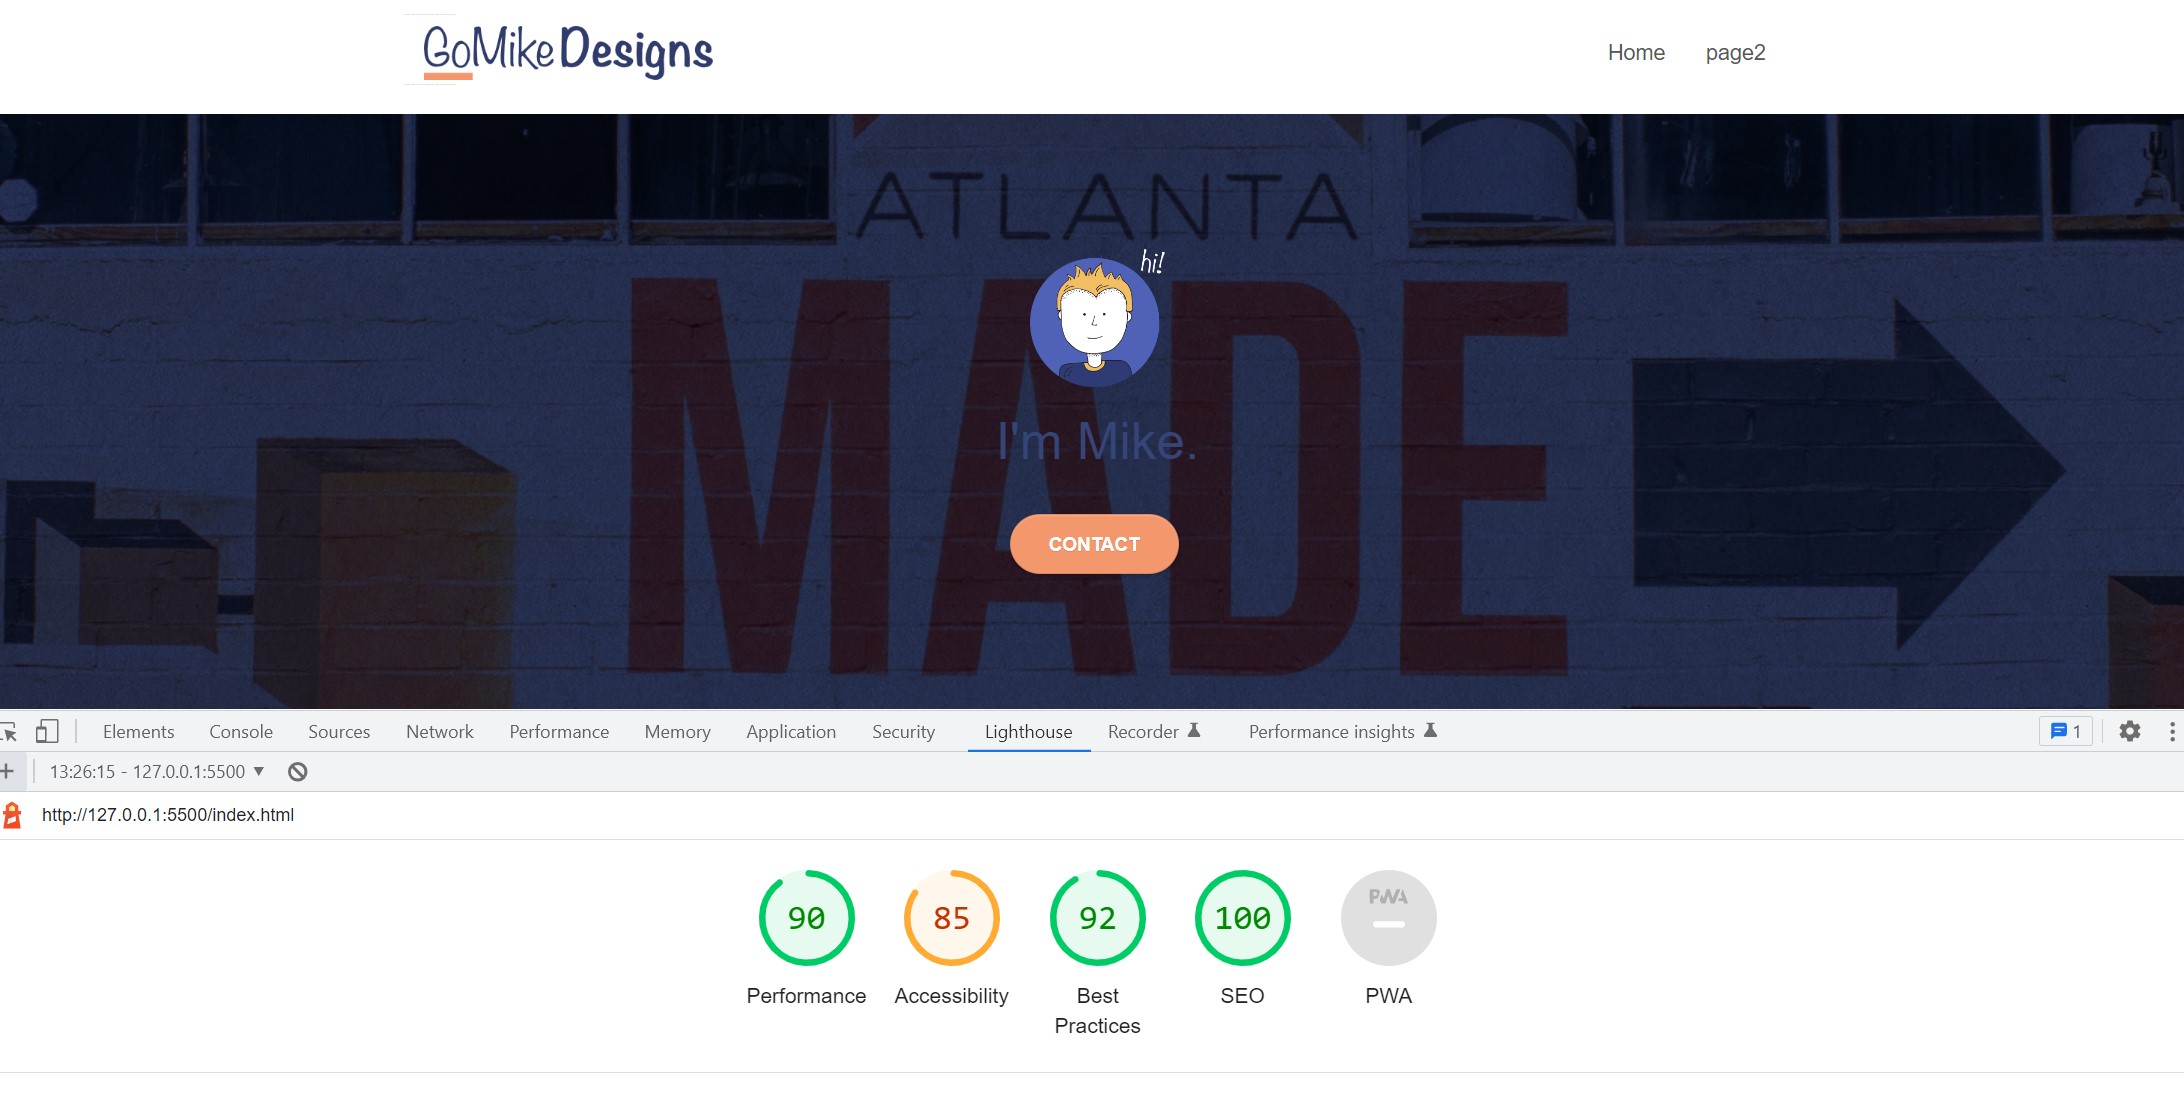 GoMike Designs
Home page2
ATLANTA
hi!
MADE
I'm Mike.
CONTACT
Elements Console Sources Network Performance Memory Application Security Lighthouse Recorder Performance insights 1
13:26:15 - 127.0.0.1:5500
http://127.0.0.1:5500/index.html
90 85 92 100 PWA
Performance Accessibility Best Practices SEO PWA